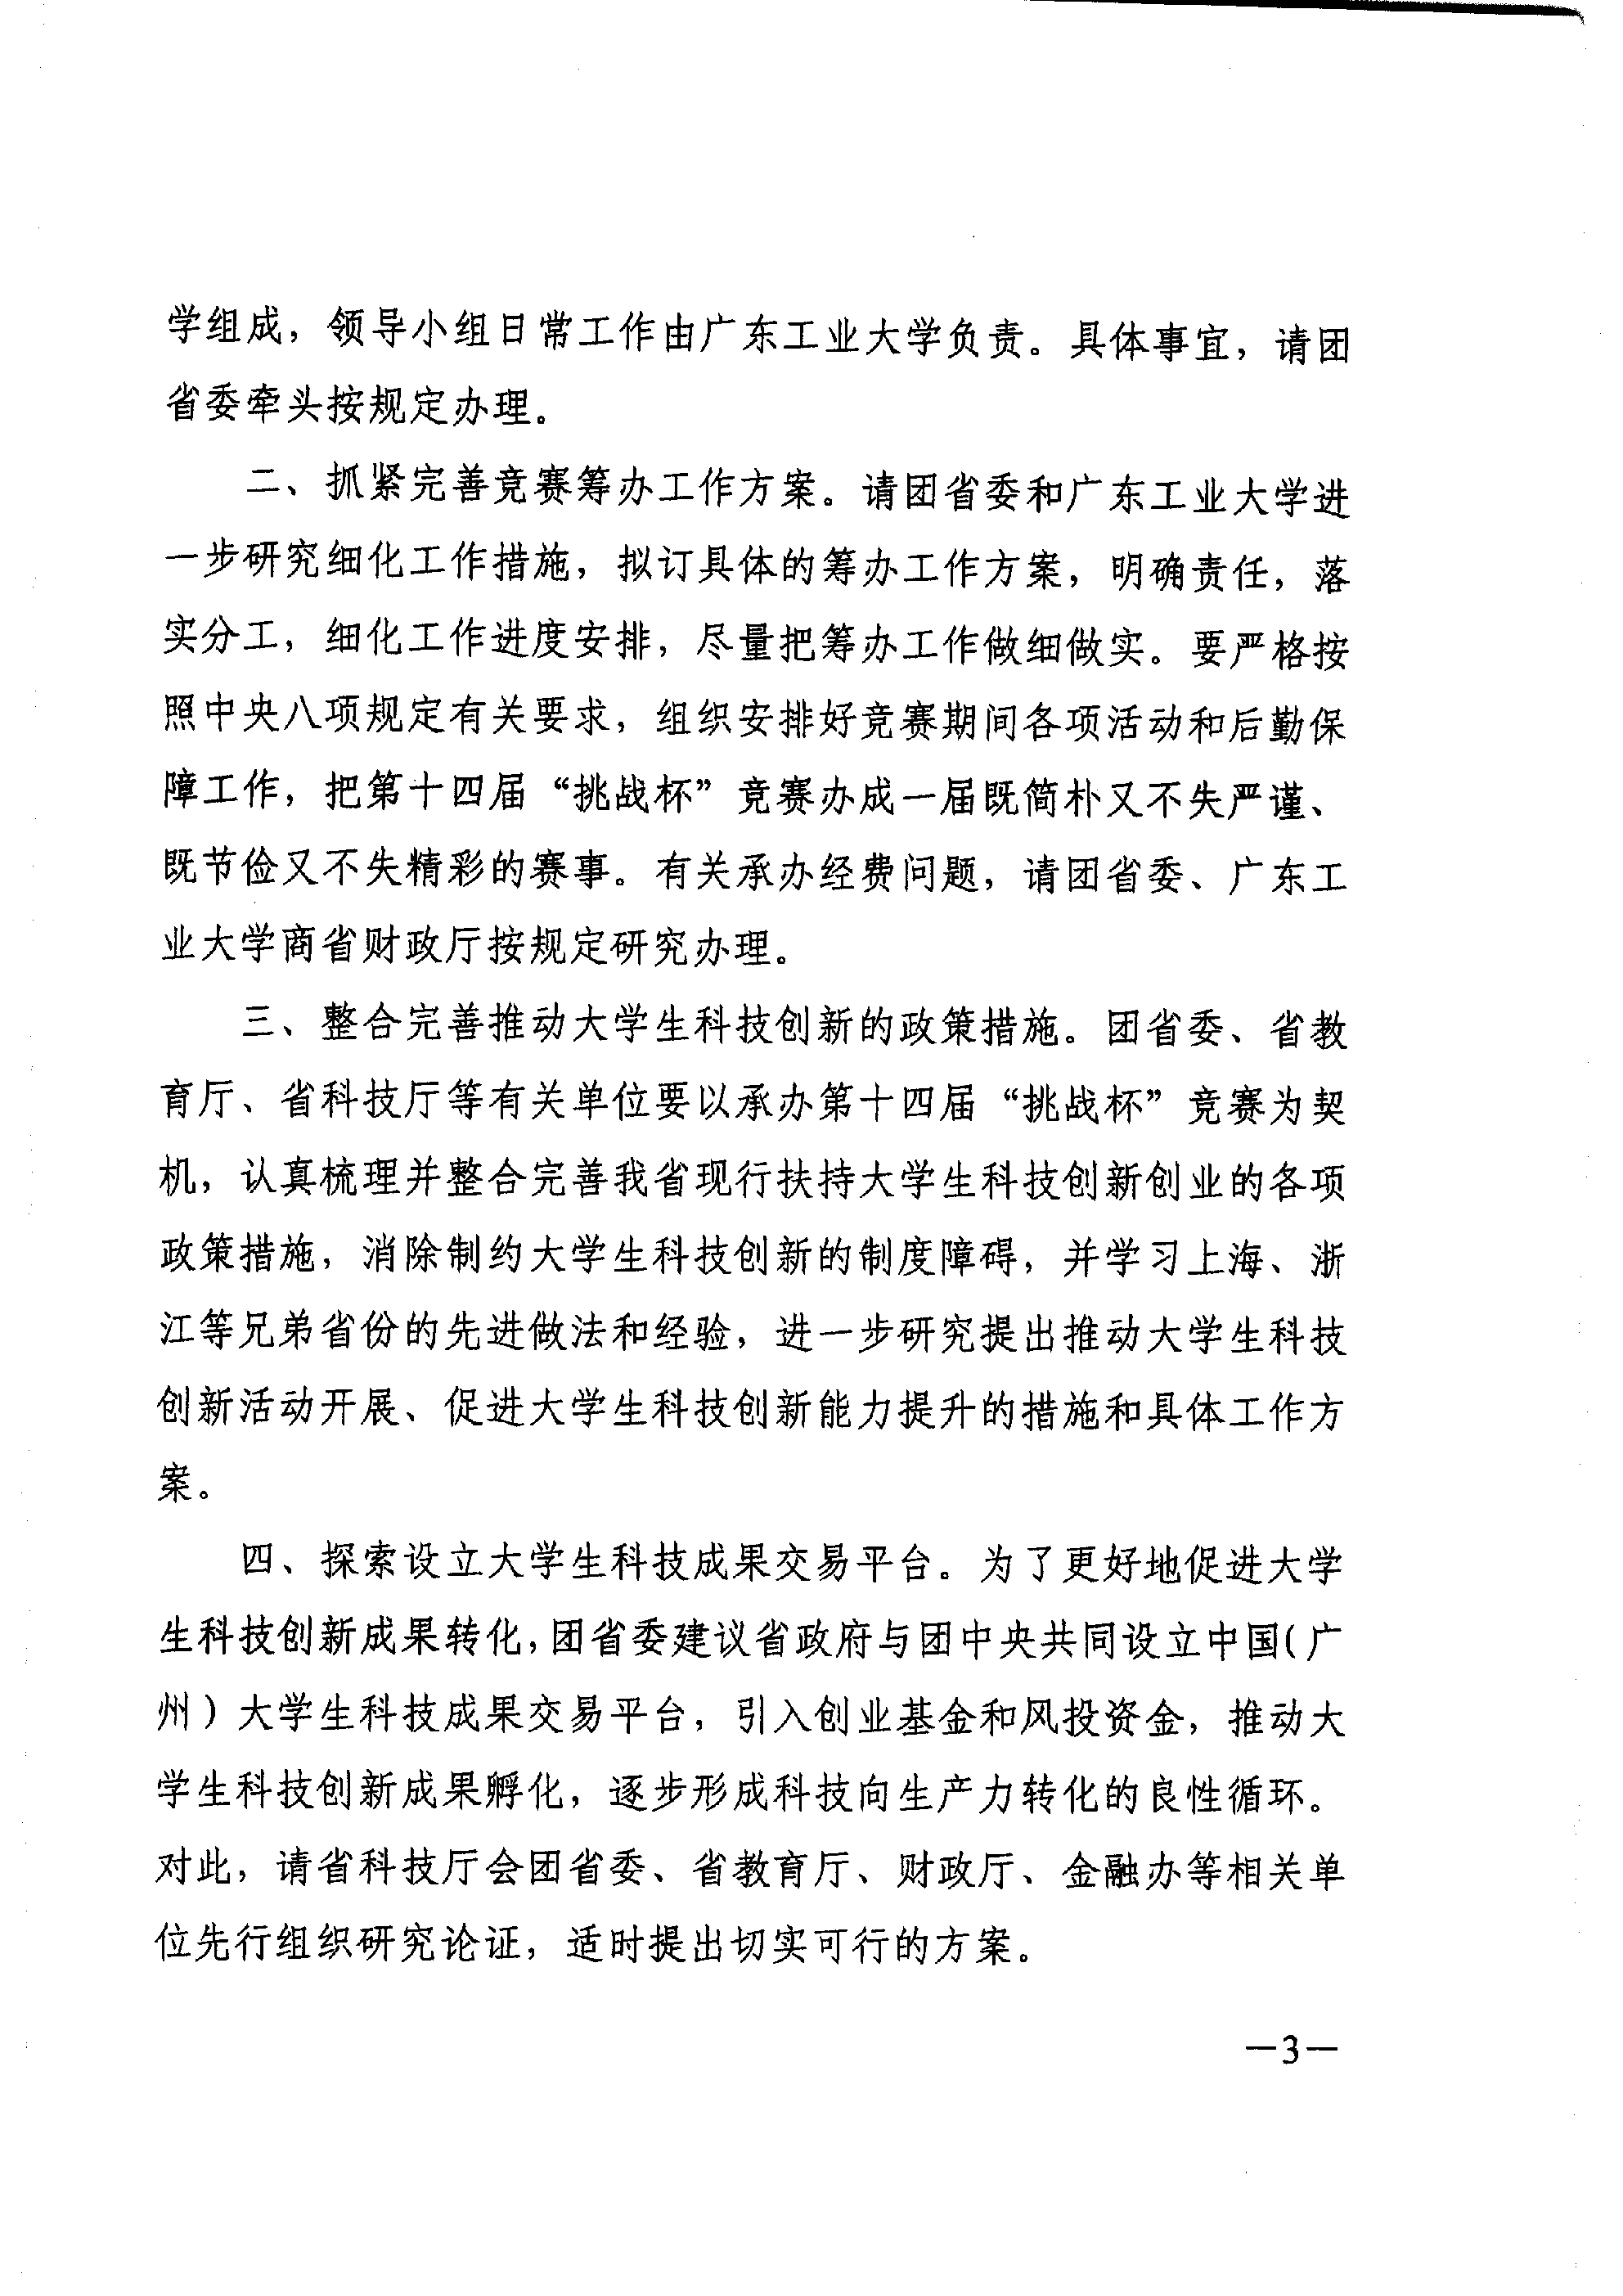 学组成，领导小组日常工作由广东工业大学负责。具体事宜，请团
省委牵头按规定办理。
二、抓紧完善竞赛筹办工作方案。请团省委和广东工业大学进
一步研究细化工作措施，拟订具体的筹办工作方案，明确责任，落
实分工，细化工作进度安排，尽量把筹办工作做细做实。要严格按
照中央八项规定有关要求，组织安排好竞赛期间各项活动和后勤保
障工作，把第十四届“挑战杯”竞赛办成一届既简朴又不失严谨、
既节俭又不失精彩的赛事。有关承办经费问题，请团省委、广东工
业大学商省财政厅按规定研究办理。
三、整合完善推动大学生科技创新的政策措施。团省委、省教
育厅、省科技厅等有关单位要以承办第十四届“挑战杯”竞赛为契
机，认真梳理并整合完善我省现行扶持大学生科技创新创业的各项
政策措施，消除制约大学生科技创新的制度障碍，并学习上海、浙
江等兄弟省份的先进做法和经验，进一步研究提出推动大学生科技
创新活动开展、促进大学生科技创新能力提升的措施和具体工作方
案。
四、探索设立大学生科技成果交易平台。为了更好地促进大学
生科技创新成果转化，团省委建议省政府与团中央共同设立中国（广
州）大学生科技成果交易平台，引入创业基金和风投资金，推动大
学生科技创新成果孵化，逐步形成科技向生产力转化的良性循环。
对此，请省科技厅会团省委、省教育厅、财政厅、金融办等相关单
位先行组织研究论证，适时提出切实可行的方案。
—3—